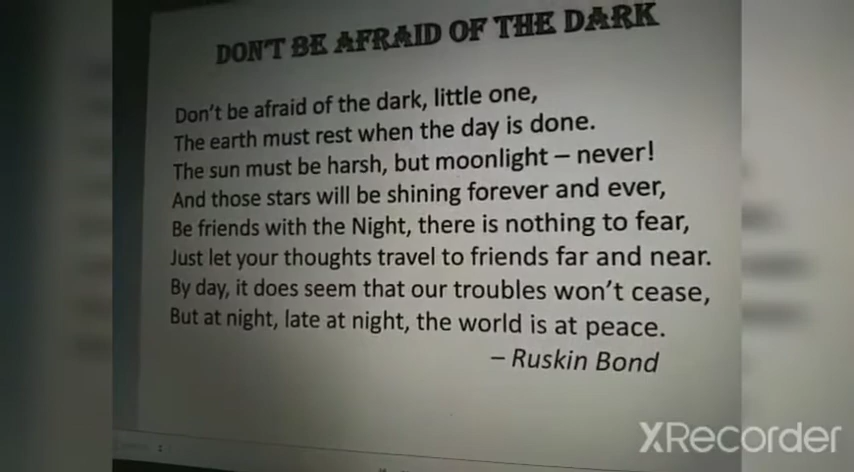 DON'T BE AFRAID OF THE DARK
Don't be afraid of the dark, little one,
The earth must rest when the day is done.
The sun must be harsh, but moonlight – never!
And those stars will be shining forever and ever,
Be friends with the Night, there is nothing to fear,
Just let your thoughts travel to friends far and near.
By day, it does seem that our troubles won't cease,
But at night, late at night, the world is at peace.
– Ruskin Bond
XRecorder